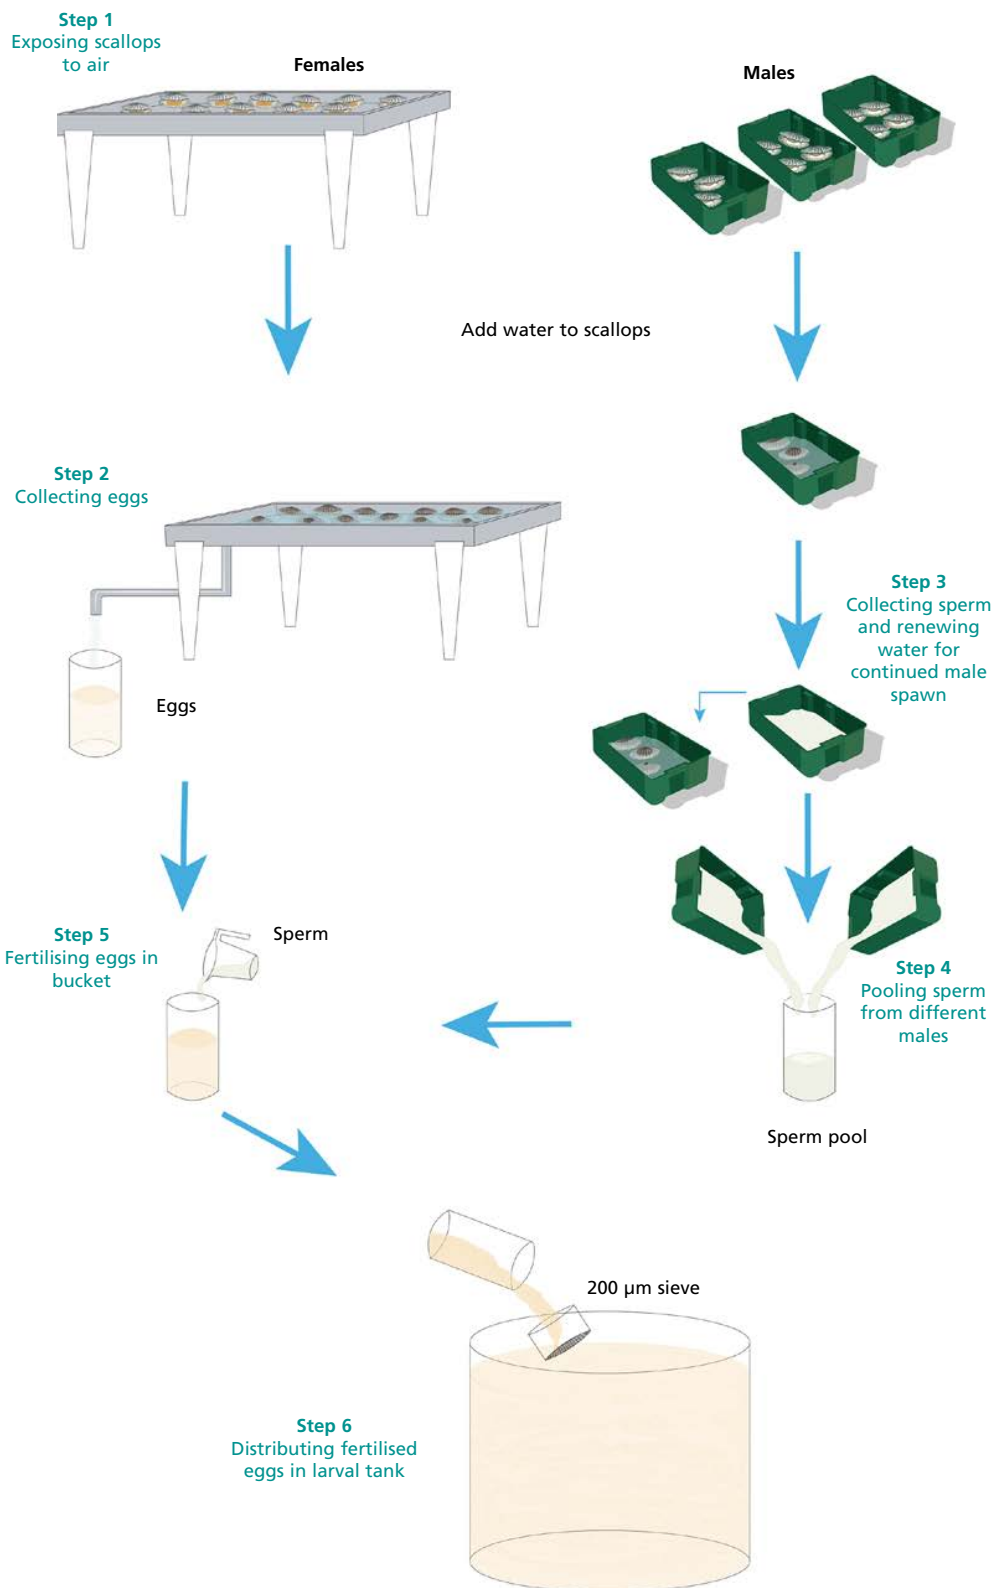 Step 1
Exposing scallops
to air
Females
Males
Add water to scallops
Step 2
Collecting eggs
Eggs
Step 3
Collecting sperm
and renewing
water for
continued male
spawn
Step 4
Pooling sperm
from different
males
Sperm pool
Step 5
Fertilising eggs in
bucket
Sperm
200 µm sieve
Step 6
Distributing fertilised
eggs in larval tank